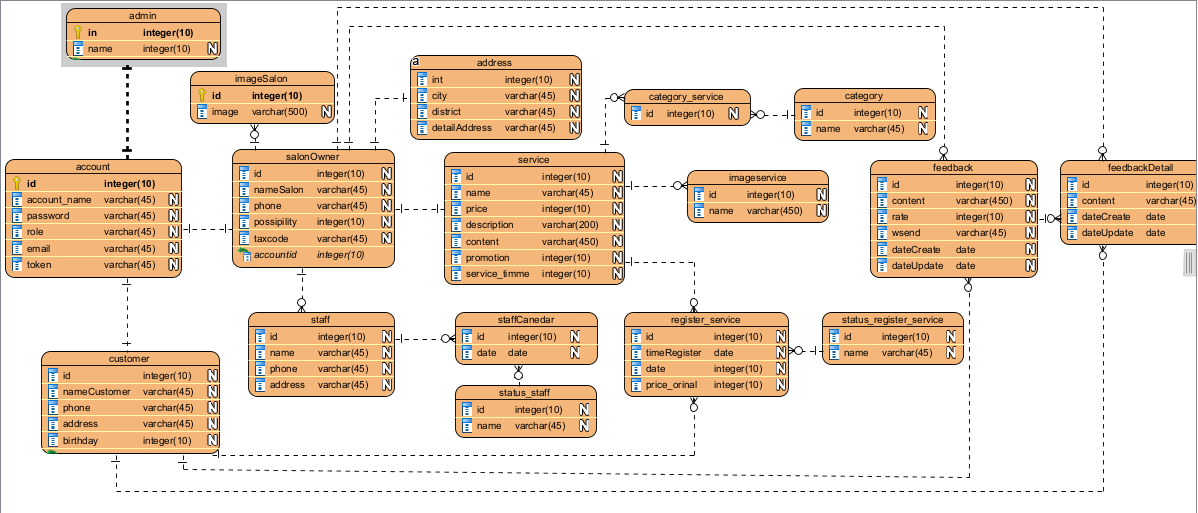 admin
in integer(10)
name integer(10) N
imageSalon
id integer(10)
image varchar(500) N
a address
int integer(10) N
city varchar(45) N
district varchar(45) N
detailAddress varchar(45) N
category_service
id integer(10) N
category
id integer(10) N
name varchar(45) N
account
id integer(10)
account_name varchar(45) N
password varchar(45) N
role varchar(45) N
email varchar(45) N
token varchar(45) N
salonOwner
id integer(10) N
nameSalon varchar(45) N
phone varchar(45) N
possipility integer(10) N
taxcode varchar(45) N
accountid integer(10)
service
id integer(10) N
name varchar(45) N
price integer(10) N
description varchar(200) N
content varchar(450) N
promotion integer(10) N
service_timme integer(10) N
imageservice
id integer(10) N
name varchar(450) N
feedback
id integer(10) N
content varchar(450) N
rate integer(10) N
wsend varchar(45) N
dateCreate date N
dateUpdate date N
feedbackDetail
id integer(10)
content varchar(45)
dateCreate date
dateUpdate date
customer
id integer(10) N
nameCustomer varchar(45) N
phone varchar(45) N
address varchar(45) N
birthday integer(10) N
staff
id integer(10) N
name varchar(45) N
phone varchar(45) N
address varchar(45) N
staffCanedar
id integer(10) N
date date N
status_staff
id integer(10) N
name varchar(45) N
register_service
id integer(10) N
timeRegister date N
date integer(10) N
price_orinal integer(10) N
status_register_service
id integer(10) N
name varchar(45) N